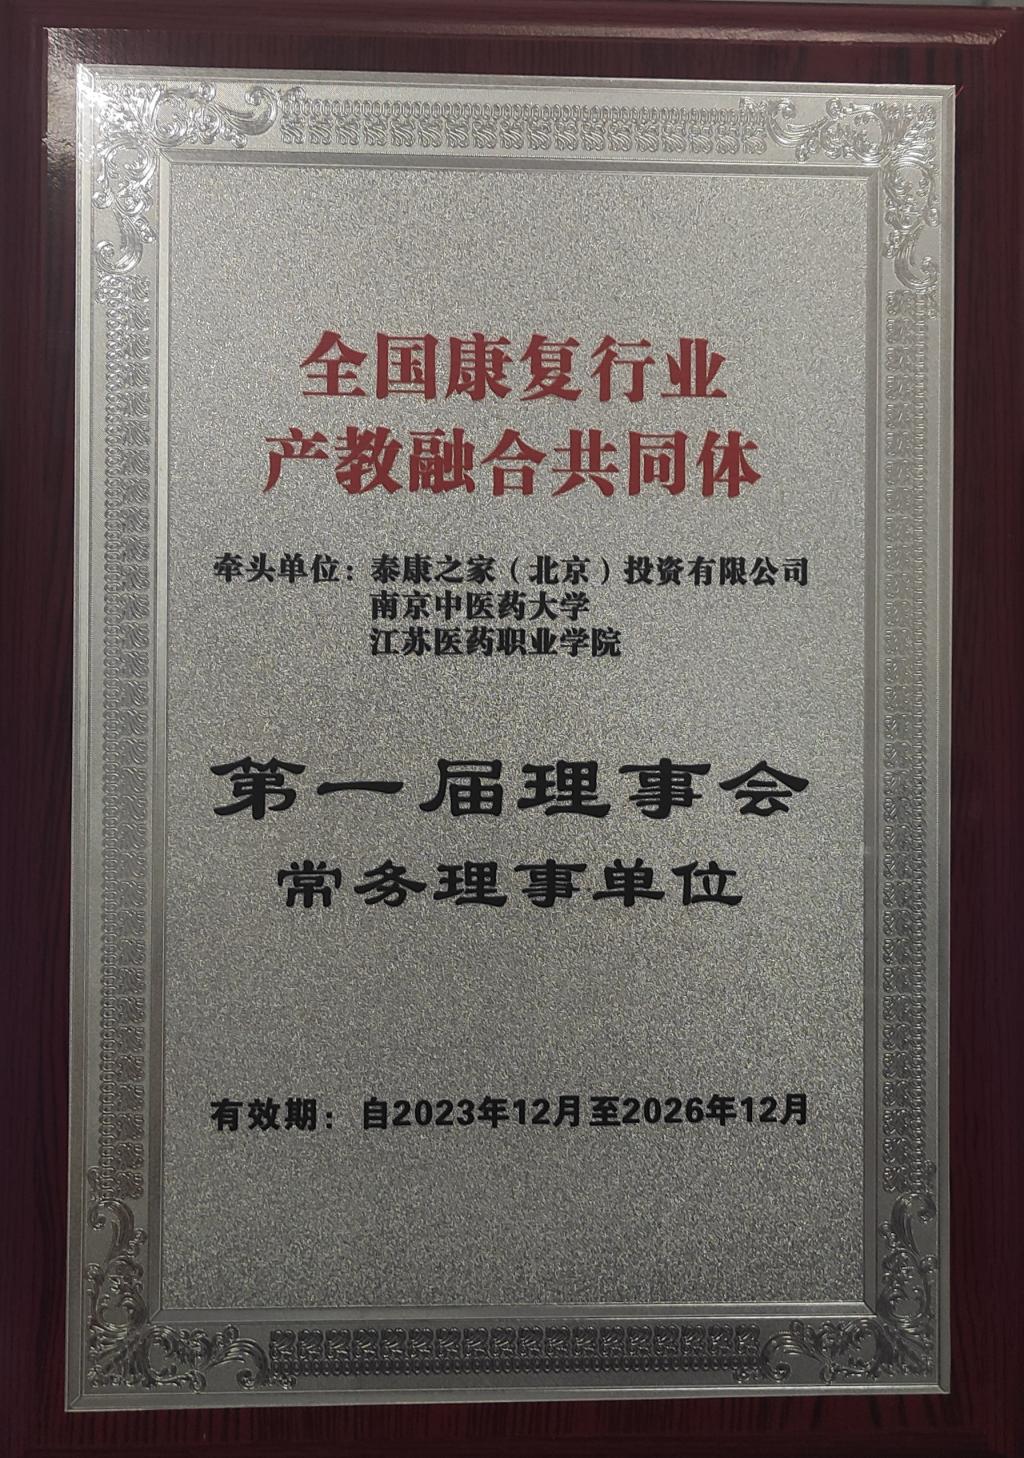 全国康复行业
产教融合共同体
牵头单位：泰康之家（北京）投资有限公司
南京中医药大学
江苏医药职业学院
第一届理事会
常务理事单位
有效期：自2023年12月至2026年12月